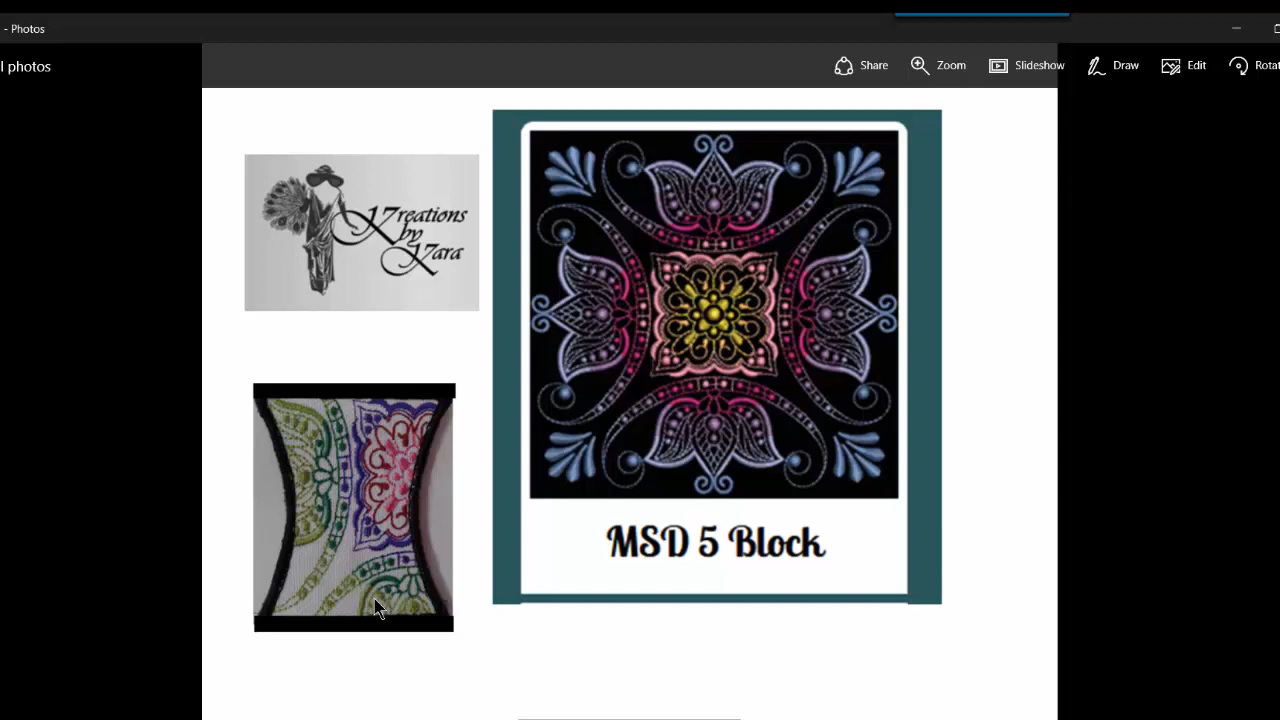 - Photos
l photos
Share
Zoom
Slideshow
Draw
Edit
Rotat
Kreations
by
Kara
MSD 5 Block